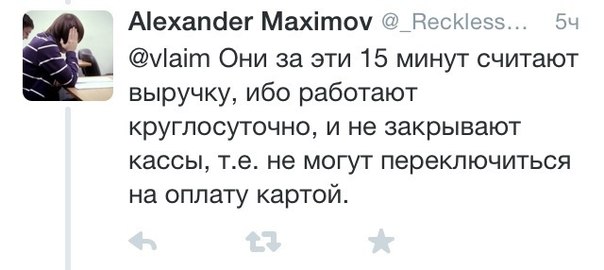 Alexander Maximov @_Reckless... 5ч
@vlaim Они за эти 15 минут считают
выручку, ибо работают
круглосуточно, и не закрывают
кассы, т.е. не могут переключиться
на оплату картой.